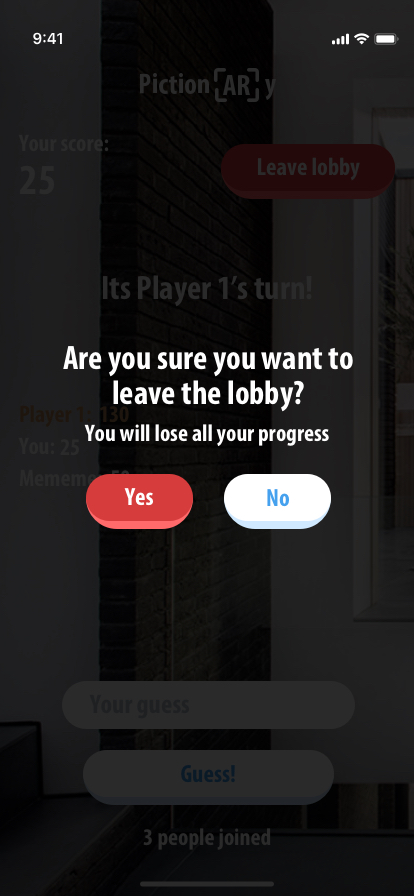 9:41
Piction[AR]y
Your score:
25
Leave lobby
Its Player 1's turn!
Are you sure you want to
leave the lobby?
Player 1: 130
You will lose all your progress
You: 25
Mememe
Yes
No
Your guess
Guess!
3 people joined